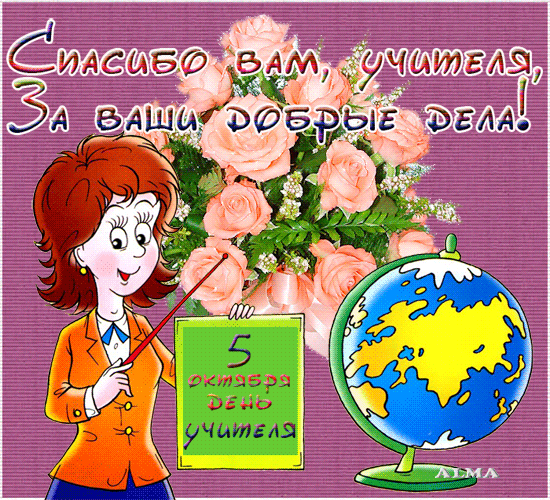 Спасибо вам, учителя,
За ваши добрые дела!
5
октября
день
учителя
ALMA